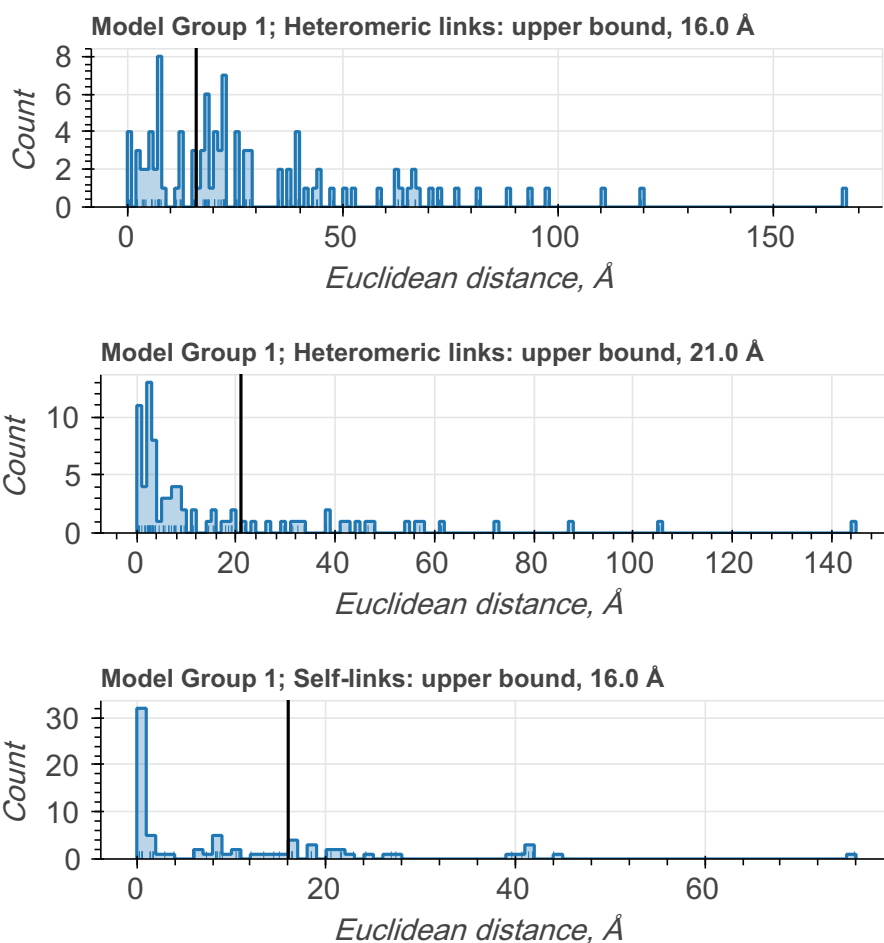 Model Group 1; Heteromeric links: upper bound, 16.0 Å
8
6
4
2
0
Count
0 50 100 150
Euclidean distance, Å
Model Group 1; Heteromeric links: upper bound, 21.0 Å
10
5
0
Count
0 20 40 60 80 100 120 140
Euclidean distance, Å
Model Group 1; Self-links: upper bound, 16.0 Å
30
20
10
0
Count
0 20 40 60
Euclidean distance, Å